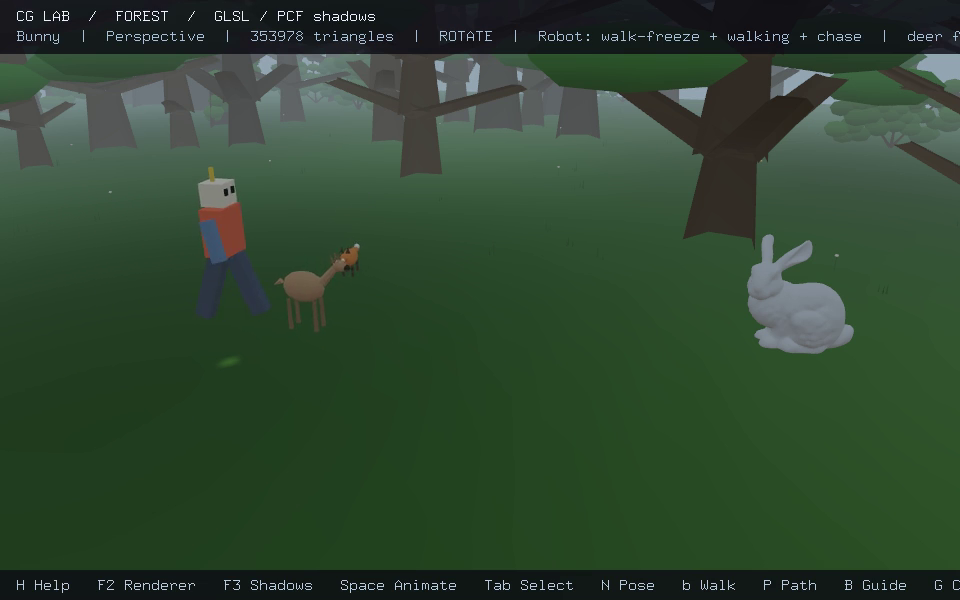 CG LAB  /  FOREST  /  GLSL / PCF shadows
Bunny  |  Perspective  |  353978 triangles  |  ROTATE  |  Robot: walk-freeze + walking + chase  |  deer f
H Help   F2 Renderer   F3 Shadows   Space Animate   Tab Select   N Pose   b Walk   P Path   B Guide   G C